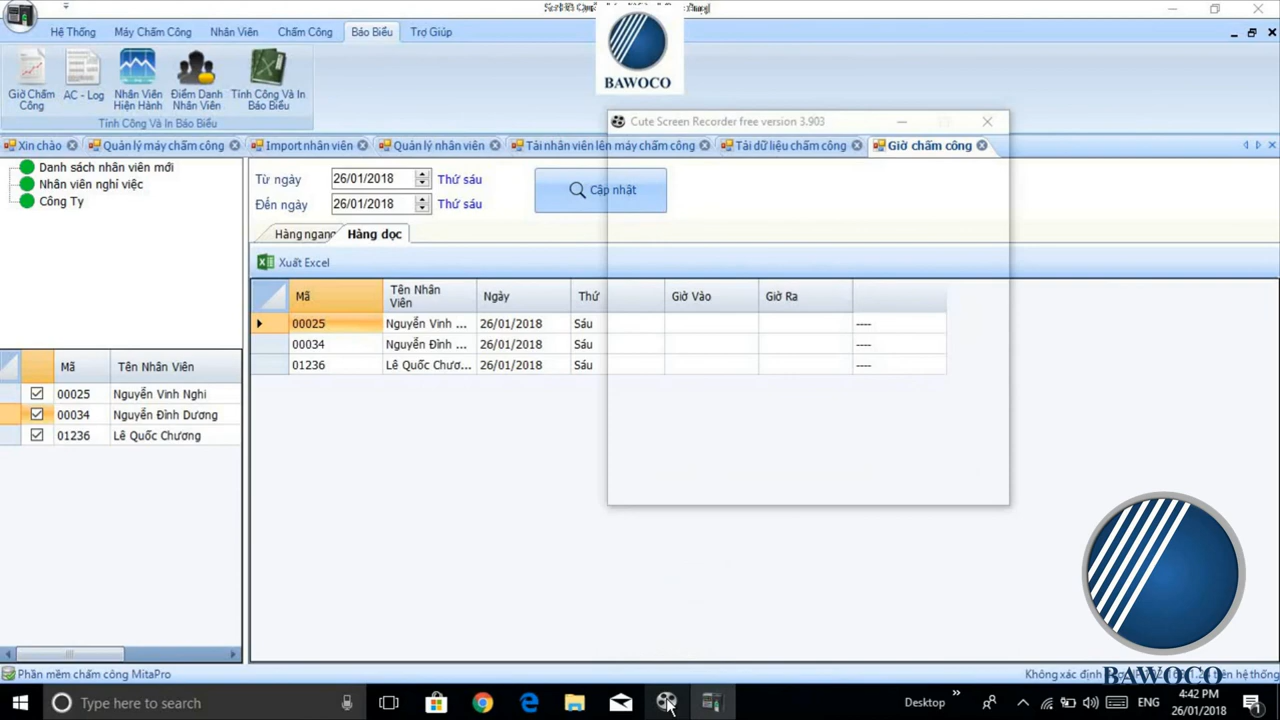 Hệ Thống
Máy Chấm Công
Nhân Viên
Chấm Công
Báo Biểu
Trợ Giúp
BAWOCO
Giờ Chấm
Công
AC - Log
Nhân Viên
Hiện Hành
Điểm Danh
Nhân Viên
Tính Công Và In
Báo Biểu
Tính Công Và In Báo Biểu
Cute Screen Recorder free version 3.903
Xin chào
Quản lý máy chấm công
Import nhân viên
Quản lý nhân viên
Tải nhân viên lên máy chấm công
Tải dữ liệu chấm công
Giờ chấm công
Danh sách nhân viên mới
Nhân viên nghỉ việc
Công Ty
Từ ngày
26/01/2018
Thứ sáu
Đến ngày
26/01/2018
Thứ sáu
Cập nhật
Hàng ngang
Hàng dọc
Xuất Excel
Mã
Tên Nhân
Viên
Ngày
Thứ
Giờ Vào
Giờ Ra
00025 Nguyễn Vinh ... 26/01/2018 Sáu ----
00034 Nguyễn Đình ... 26/01/2018 Sáu ----
01236 Lê Quốc Chươ... 26/01/2018 Sáu ----
Mã Tên Nhân Viên
00025 Nguyễn Vinh Nghi
00034 Nguyễn Đình Dương
01236 Lê Quốc Chương
BAWOCO
Phần mềm chấm công MitaPro
Không xác định
trên hệ thống
Type here to search
Desktop
ENG
4:42 PM
26/01/2018
1